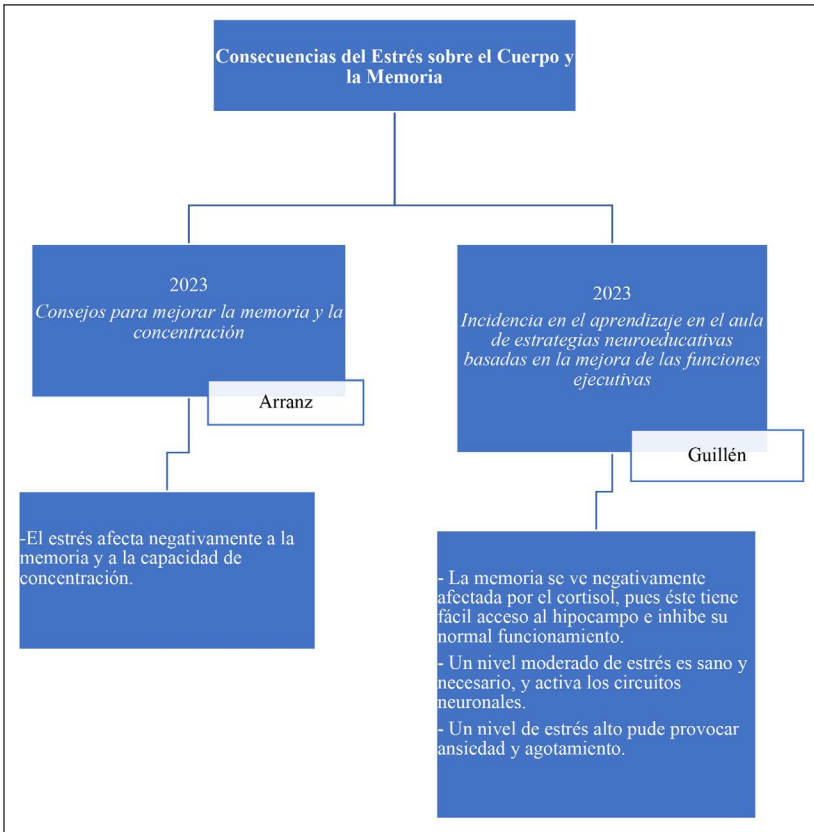 Consecuencias del Estrés sobre el Cuerpo y
la Memoria
2023
Consejos para mejorar la memoria y la
concentración
Arranz
-El estrés afecta negativamente a la
memoria y a la capacidad de
concentración.
2023
Incidencia en el aprendizaje en el aula
de estrategias neuroeducativas
basadas en la mejora de las funciones
ejecutivas
Guillén
- La memoria se ve negativamente
afectada por el cortisol, pues éste tiene
fácil acceso al hipocampo e inhibe su
normal funcionamiento.
- Un nivel moderado de estrés es sano y
necesario, y activa los circuitos
neuronales.
- Un nivel de estrés alto pude provocar
ansiedad y agotamiento.